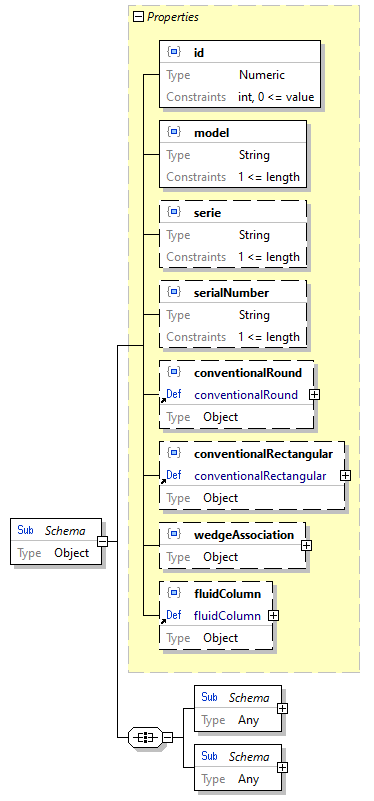 Properties
id
Type Numeric
Constraints int, 0 <= value
model
Type String
Constraints 1 <= length
serie
Type String
Constraints 1 <= length
serialNumber
Type String
Constraints 1 <= length
conventionalRound
Def conventionalRound
Type Object
conventionalRectangular
Def conventionalRectangular
Type Object
wedgeAssociation
Type Object
fluidColumn
Def fluidColumn
Type Object
Sub Schema
Type Object
Sub Schema
Type Any
Sub Schema
Type Any